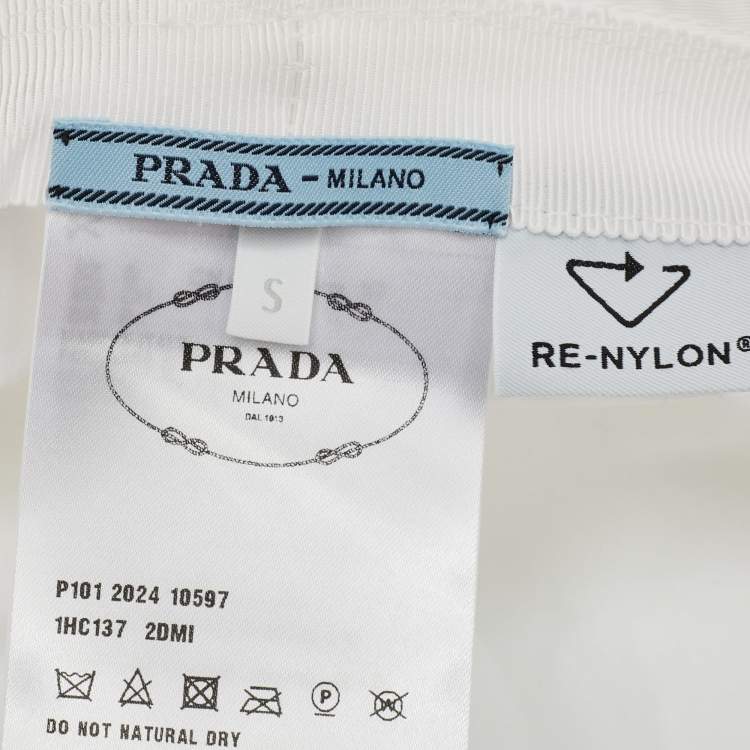 PRADA - MILANO
S
PRADA
MILANO
DAL 1913
RE-NYLON®
P101 2024 10597
1HC137 2DMI
P
W
DO NOT NATURAL DRY